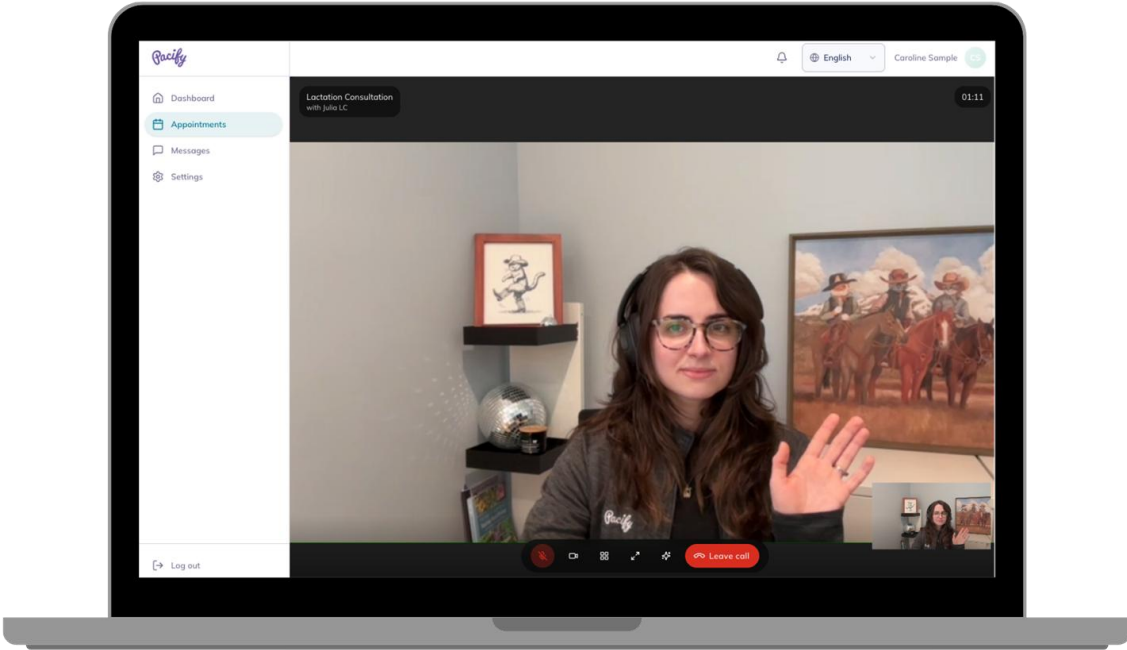 Pacify
English
Caroline Sample
CS
Dashboard
Appointments
Messages
Settings
Log out
Lactation Consultation
with Julia LC
01:11
Pacify
Leave call